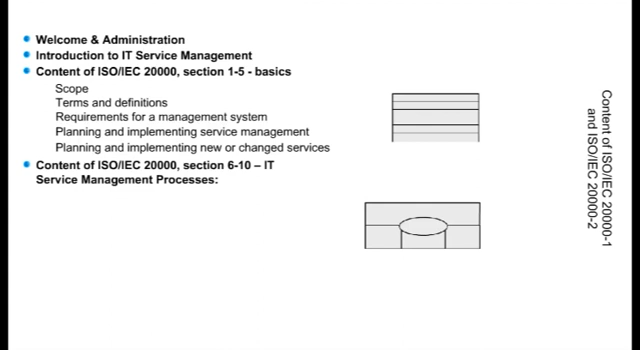 Welcome & Administration
Introduction to IT Service Management
Content of ISO/IEC 20000, section 1-5 - basics
Scope
Terms and definitions
Requirements for a management system
Planning and implementing service management
Planning and implementing new or changed services
Content of ISO/IEC 20000, section 6-10 – IT
Service Management Processes:
Content of ISO/IEC 20000-1
and ISO/IEC 20000-2